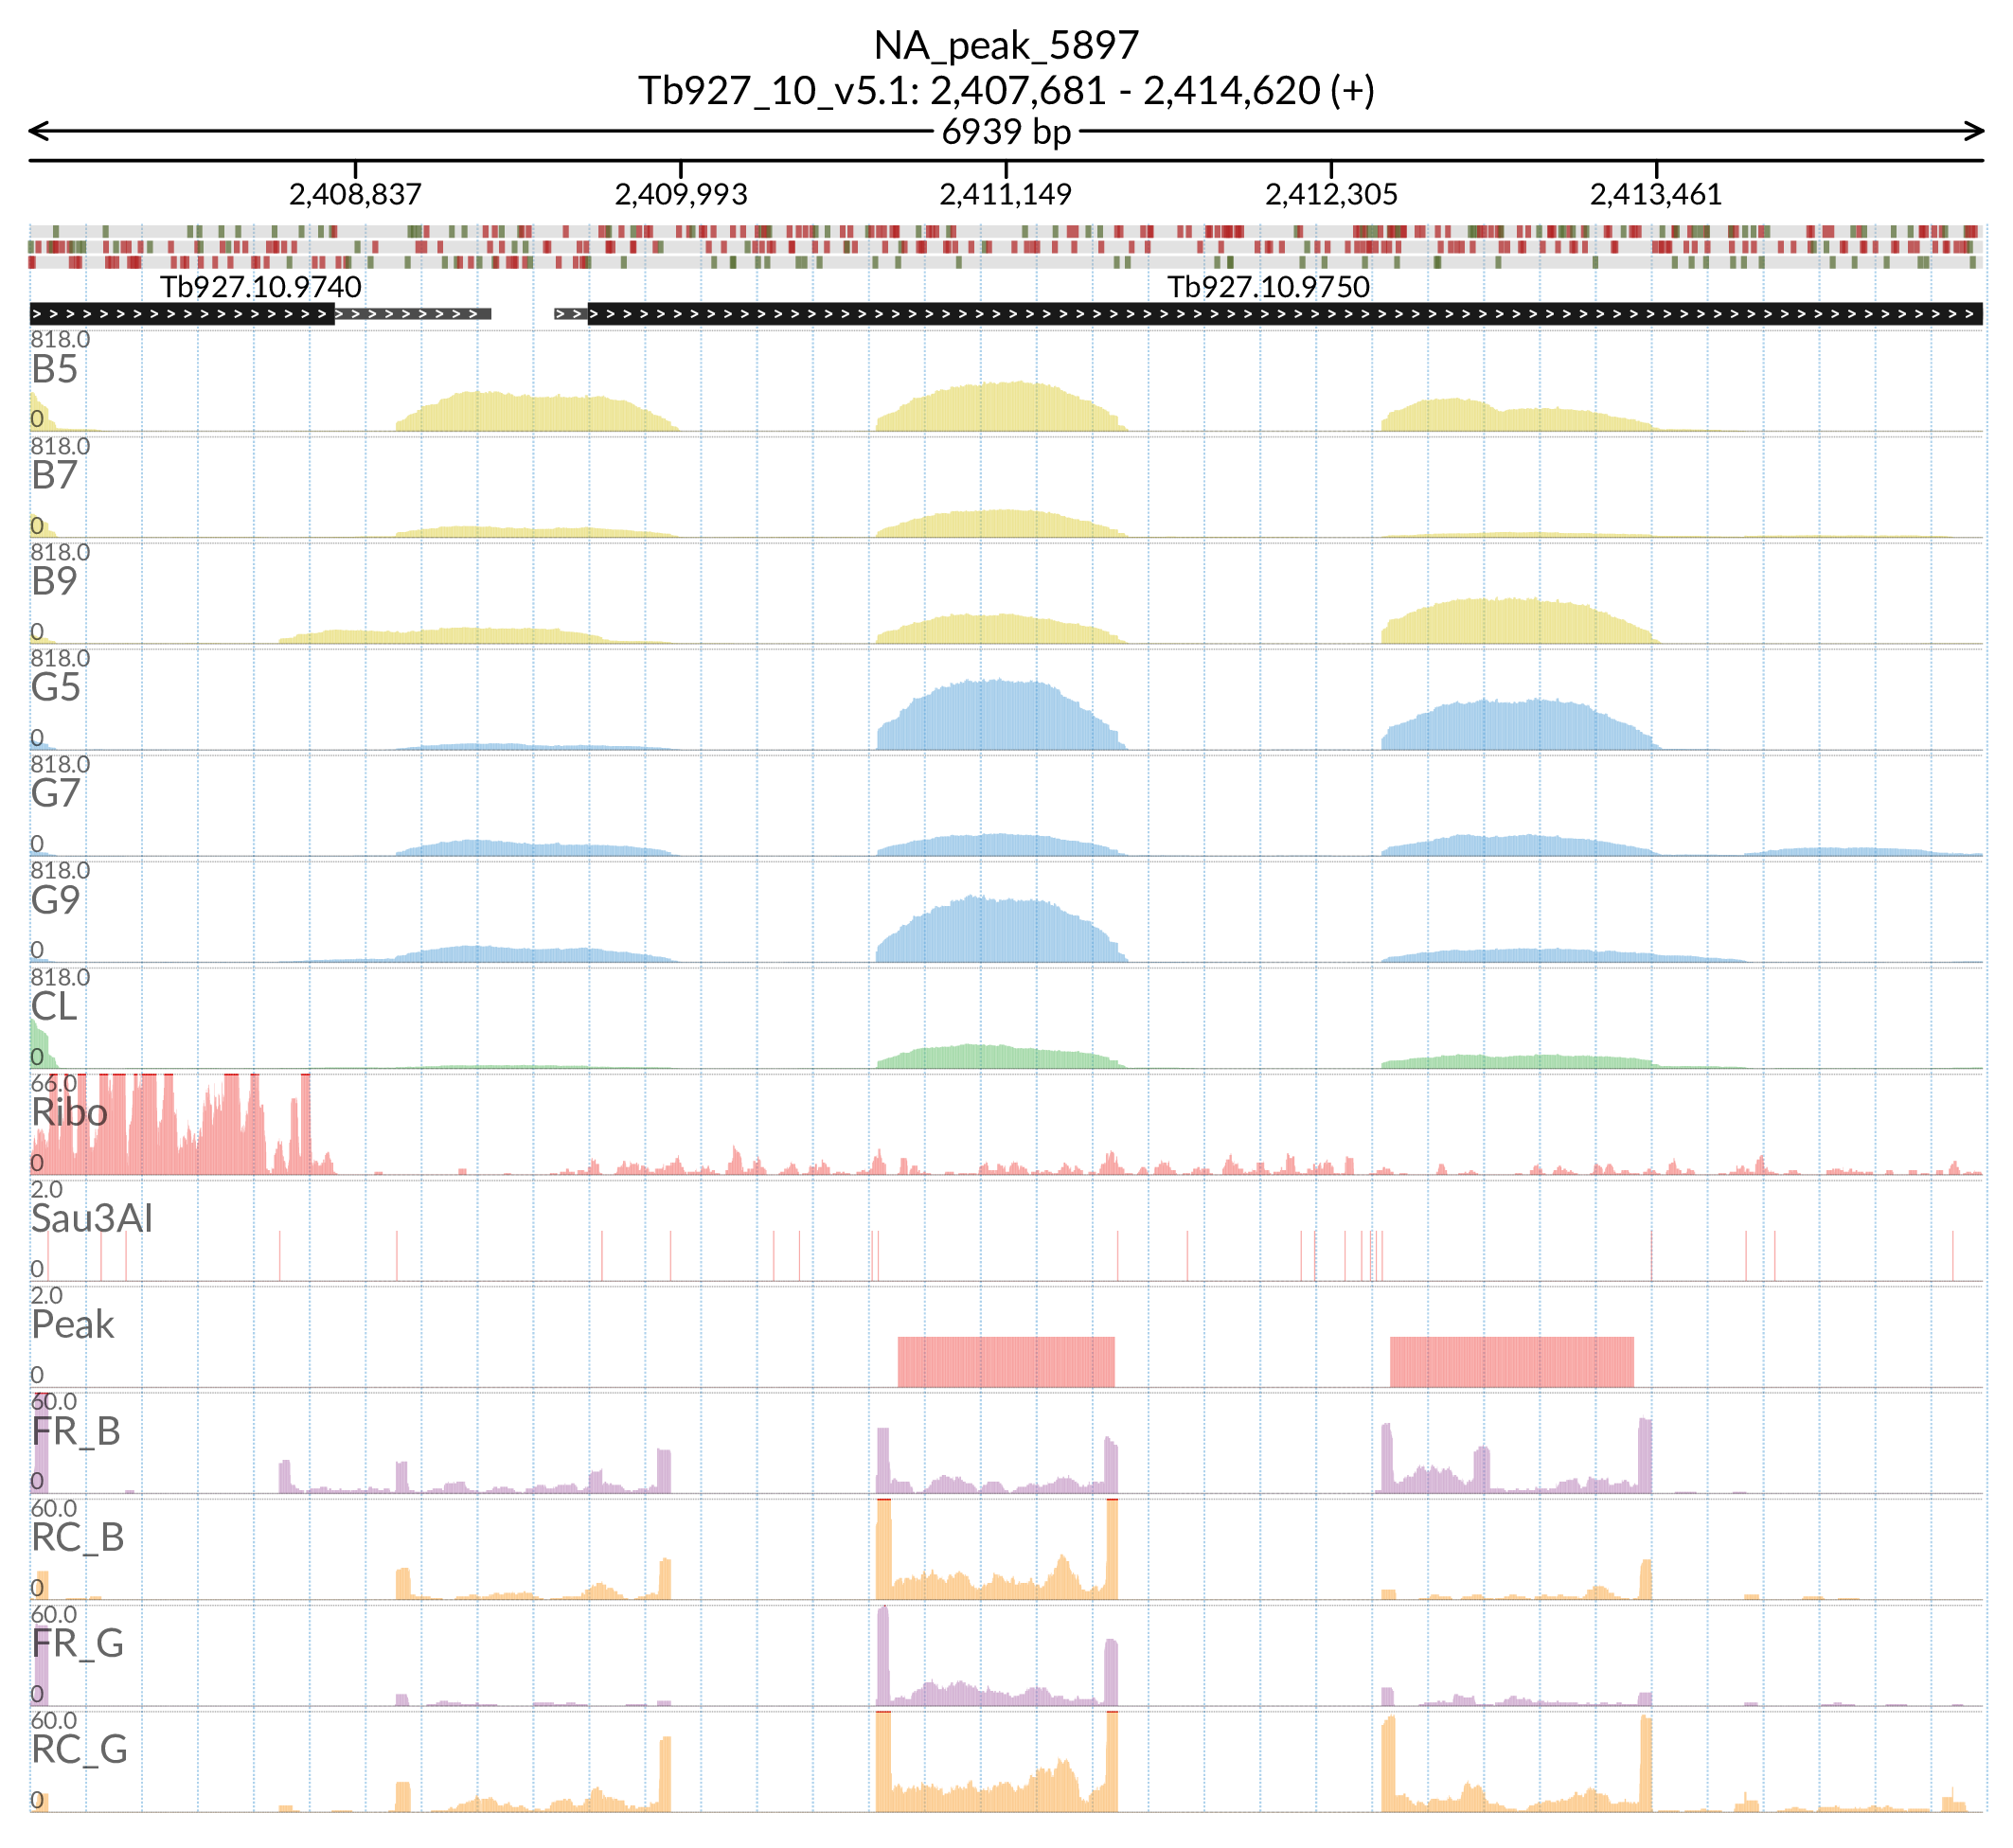 NA_peak_5897
Tb927_10_v5.1: 2,407,681 - 2,414,620 (+)
6939 bp
2,408,837 2,409,993 2,411,149 2,412,305 2,413,461
Tb927.10.9740 Tb927.10.9750
818.0
B5
0
818.0
B7
0
818.0
B9
0
818.0
G5
0
818.0
G7
0
818.0
G9
0
818.0
CL
0
66.0
Ribo
0
2.0
Sau3AI
0
2.0
Peak
0
60.0
FR_B
0
60.0
RC_B
0
60.0
FR_G
0
60.0
RC_G
0